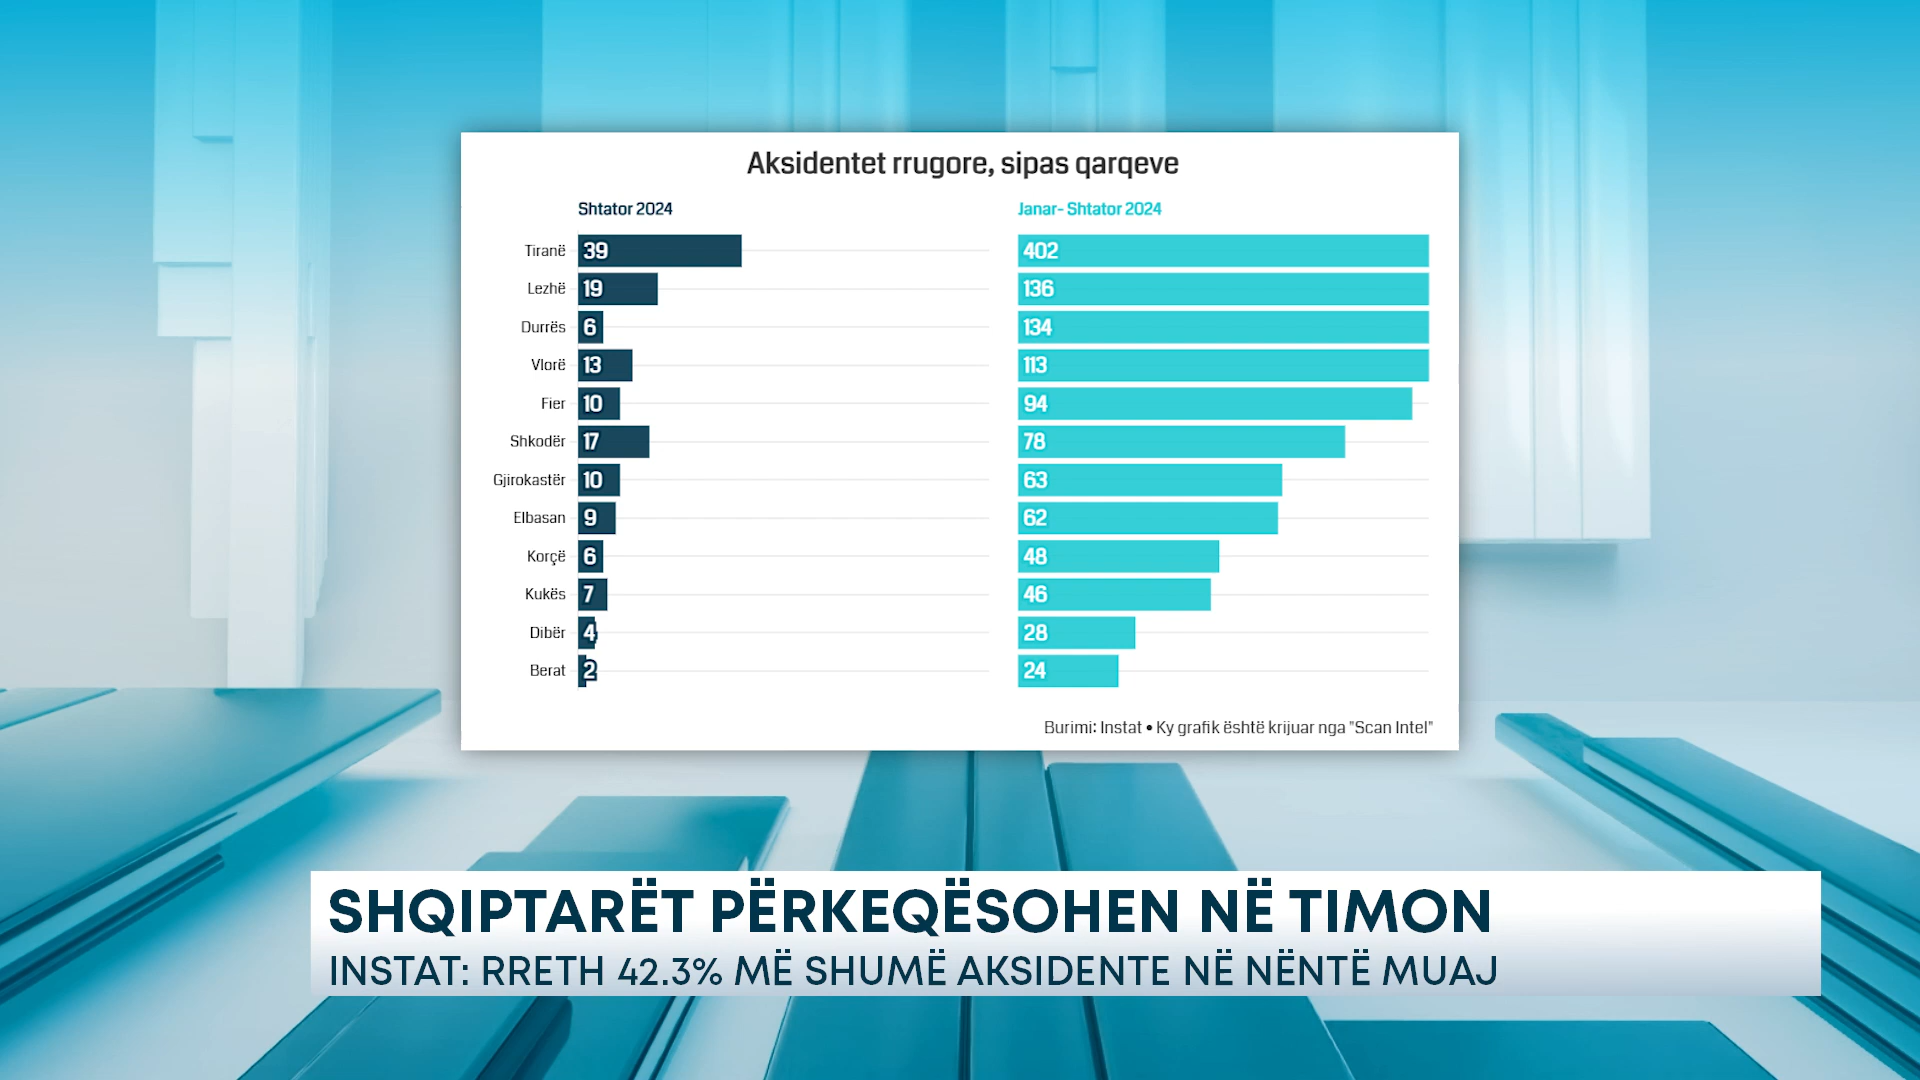 Aksidentet rrugore, sipas qarqeve
Shtator 2024 Janar- Shtator 2024
Tiranë 39 402
Lezhë 19 136
Durrës 6 134
Vlorë 13 113
Fier 10 94
Shkodër 17 78
Gjirokastër 10 63
Elbasan 9 62
Korçë 6 48
Kukës 7 46
Dibër 4 28
Berat 2 24
Burimi: Instat • Ky grafik është krijuar nga "Scan Intel"
SHQIPTARËT PËRKEQËSOHEN NË TIMON
INSTAT: RRETH 42.3% MË SHUMË AKSIDENTE NË NËNTË MUAJ